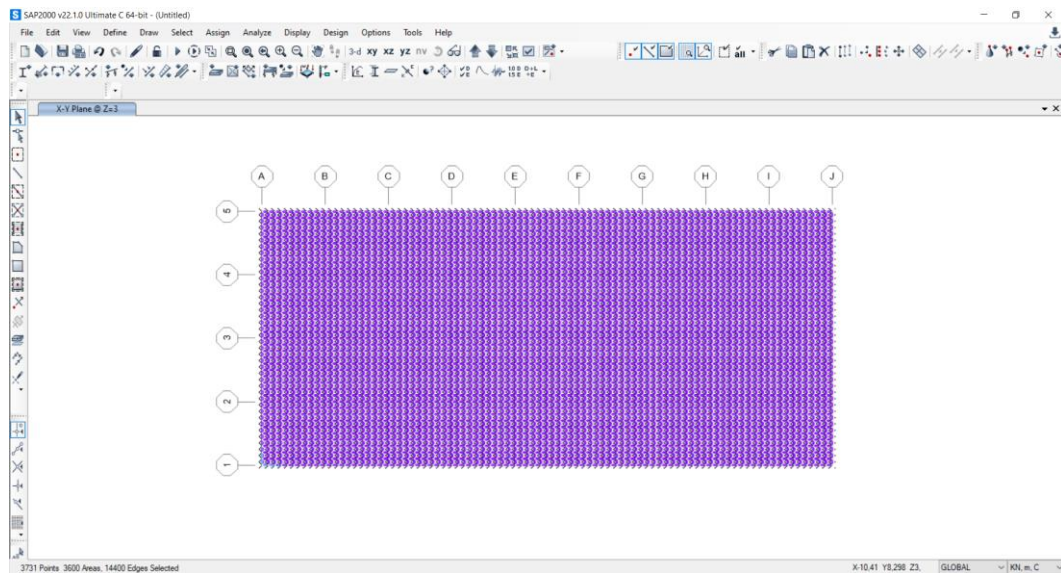 SAP2000 v22.1.0 Ultimate C 64-bit - (Untitled)
File Edit View Define Draw Select Assign Analyze Display Design Options Tools Help
3-d xy xz yz nv
all
X-Y Plane @ Z=3
A B C D E F G H I J
5
4
3
2
1
3731 Points 3600 Areas, 14400 Edges Selected X-10,41 Y8,298 Z3, GLOBAL KN, m, C